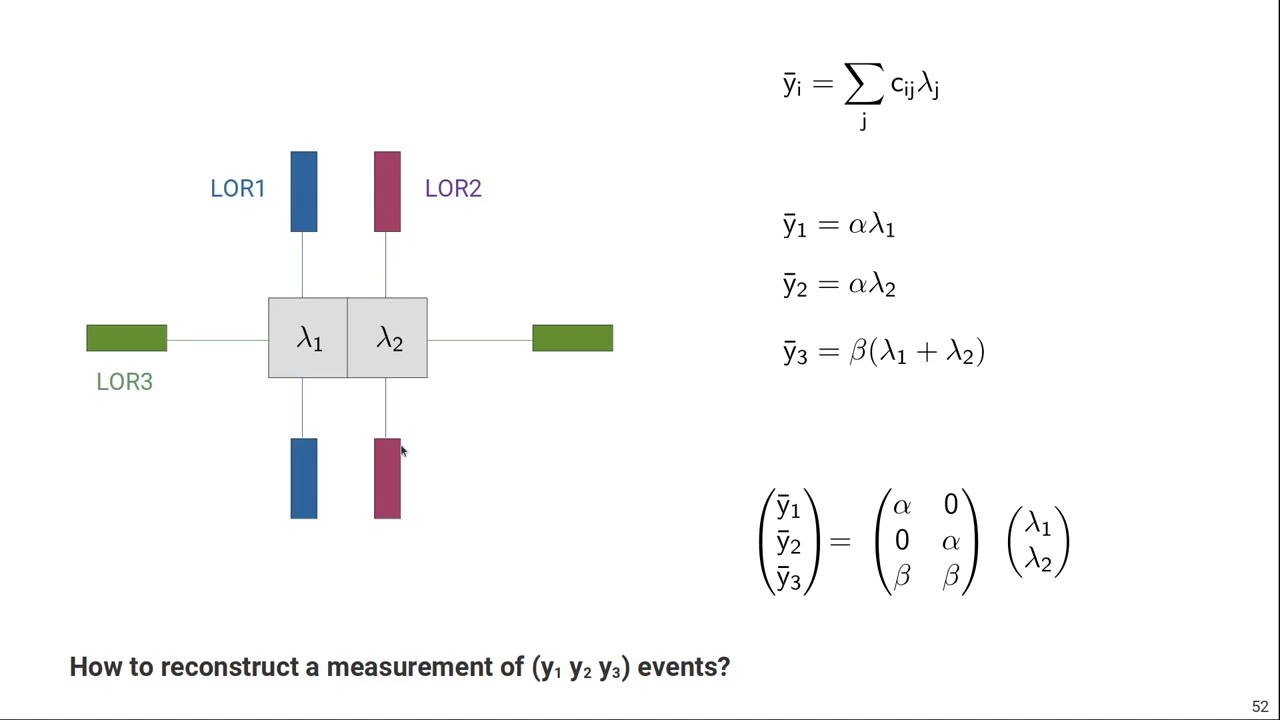 ȳᵢ = ∑ⱼ cᵢⱼλⱼ
LOR1
LOR2
ȳ₁ = αλ₁
ȳ₂ = αλ₂
λ₁ λ₂
ȳ₃ = β(λ₁ + λ₂)
LOR3
(ȳ₁ ȳ₂ ȳ₃) = (α 0
0 α
β β) (λ₁ λ₂)
How to reconstruct a measurement of (y₁ y₂ y₃) events?
52